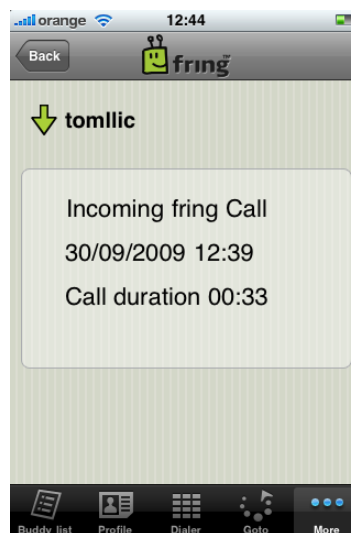 orange 12:44
Back fring™
tomllic
Incoming fring Call
30/09/2009 12:39
Call duration 00:33
Buddy list Profile Dialer Goto More